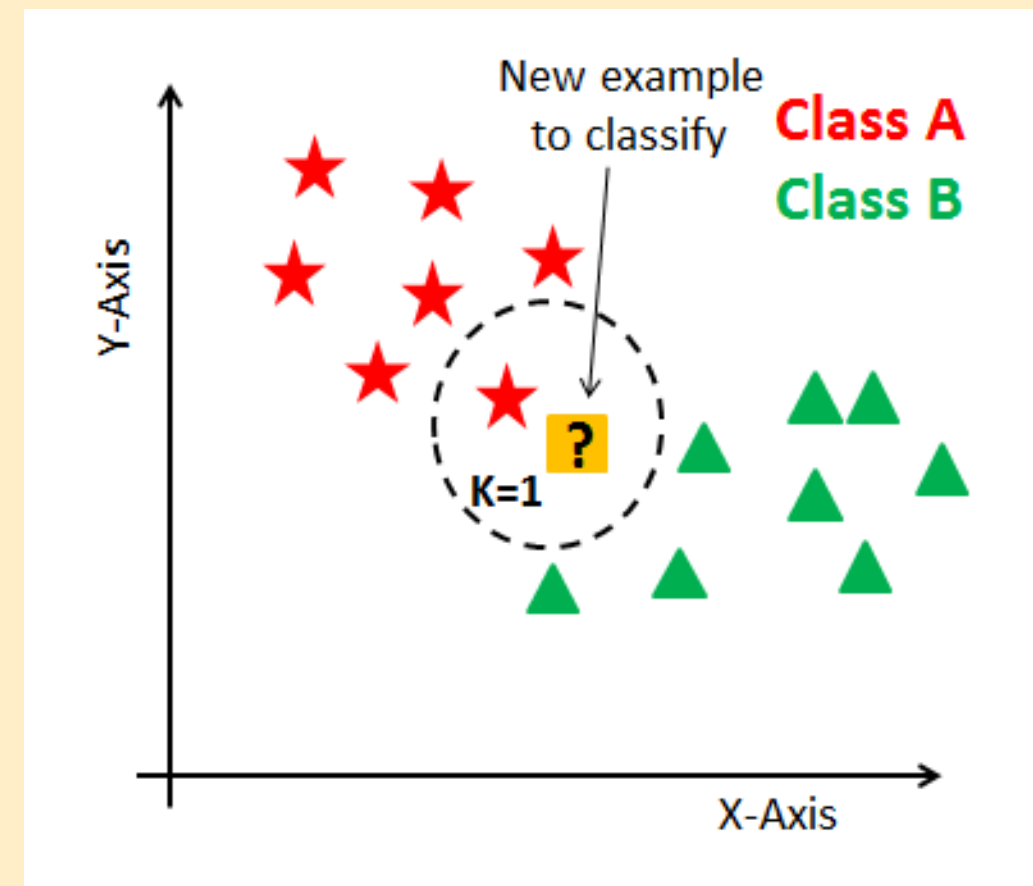 New example
to classify
Class A
Class B
Y-Axis
?
K=1
X-Axis